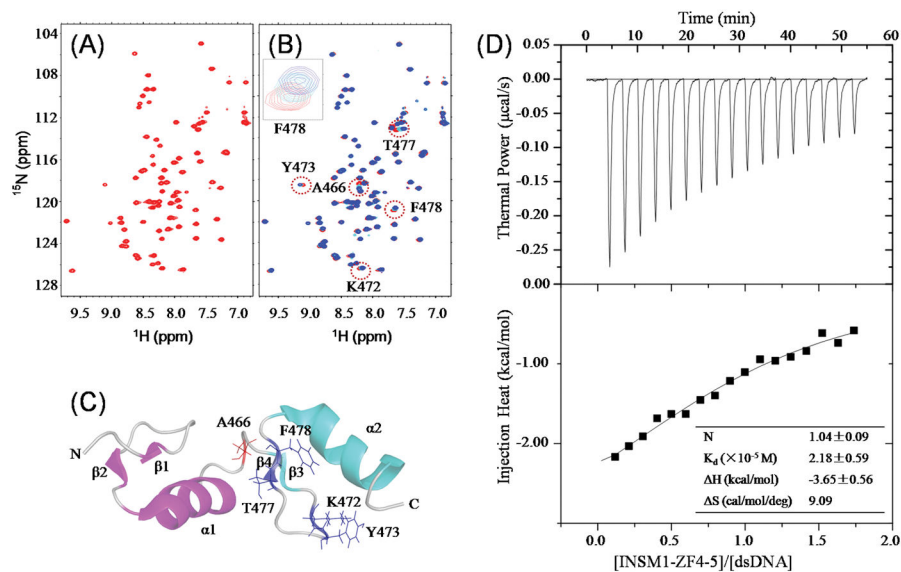 (A)
103
108
111
114
117
120
124
128
¹⁵N (ppm)
9.5 9.0 8.5 8.0 7.5 7.0
¹H (ppm)
(B)
F478
T477
Y473
A466
F478
K472
9.5 9.0 8.5 8.0 7.5 7.0
¹H (ppm)
(C)
N
β2
β1
α1
A466
F478
β4
β3
T477
K472
Y473
α2
C
(D)
Time (min)
0 10 20 30 40 50 60
Thermal Power (μcal/s)
0.05
0.00
-0.05
-0.10
-0.15
-0.20
-0.25
0.00
Injection Heat (kcal/mol)
-1.00
-2.00
N 1.04±0.09
Kd (×10⁻⁵ M) 2.18±0.59
ΔH (kcal/mol) -3.65±0.56
ΔS (cal/mol/deg) 9.09
0.0 0.5 1.0 1.5 2.0
[INSM1-ZF4-5]/[dsDNA]